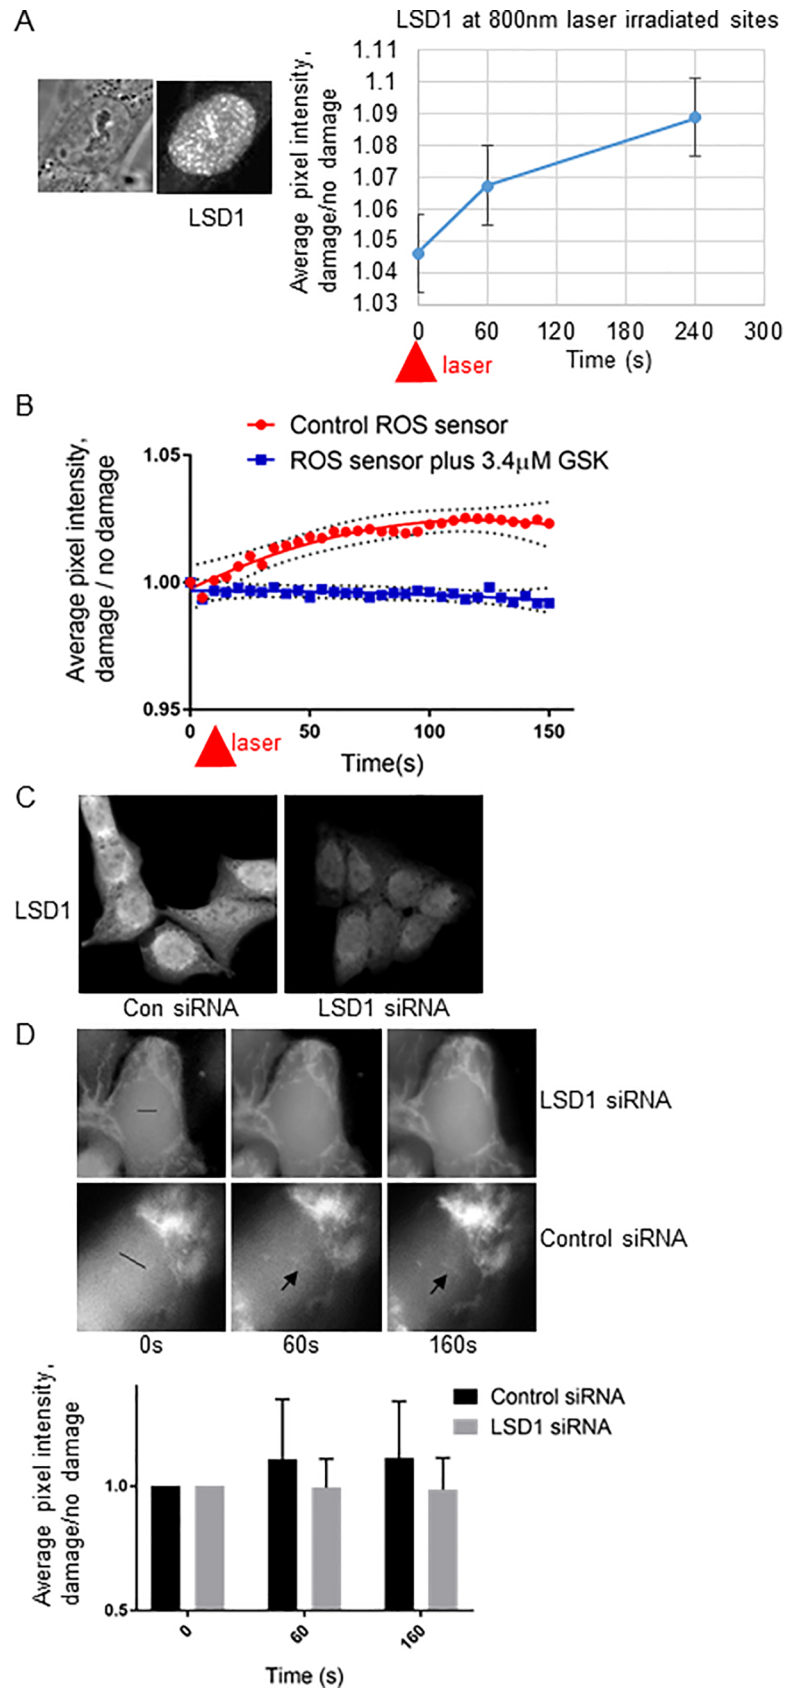 A
LSD1 at 800nm laser irradiated sites
LSD1
Average pixel intensity,
damage/no damage
1.11
1.1
1.09
1.08
1.07
1.06
1.05
1.04
1.03
0 60 120 180 240 300
Time (s)
laser
B
Control ROS sensor
ROS sensor plus 3.4μM GSK
Average pixel intensity,
damage / no damage
1.05
1.00
0.95
0 50 100 150
laser
Time(s)
C
LSD1
Con siRNA LSD1 siRNA
D
LSD1 siRNA
Control siRNA
0s 60s 160s
Control siRNA
LSD1 siRNA
Average pixel intensity,
damage/no damage
1.0
0.5
0 60 160
Time (s)